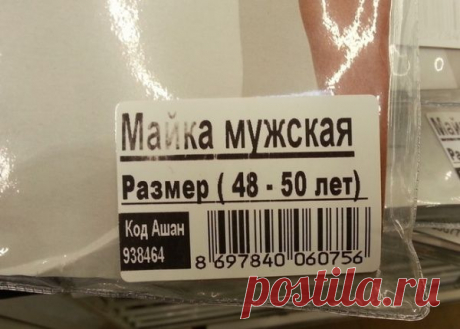 Майка мужская
Размер ( 48 - 50 лет)
Код Ашан
938464
8 697840 060756
postila.ru